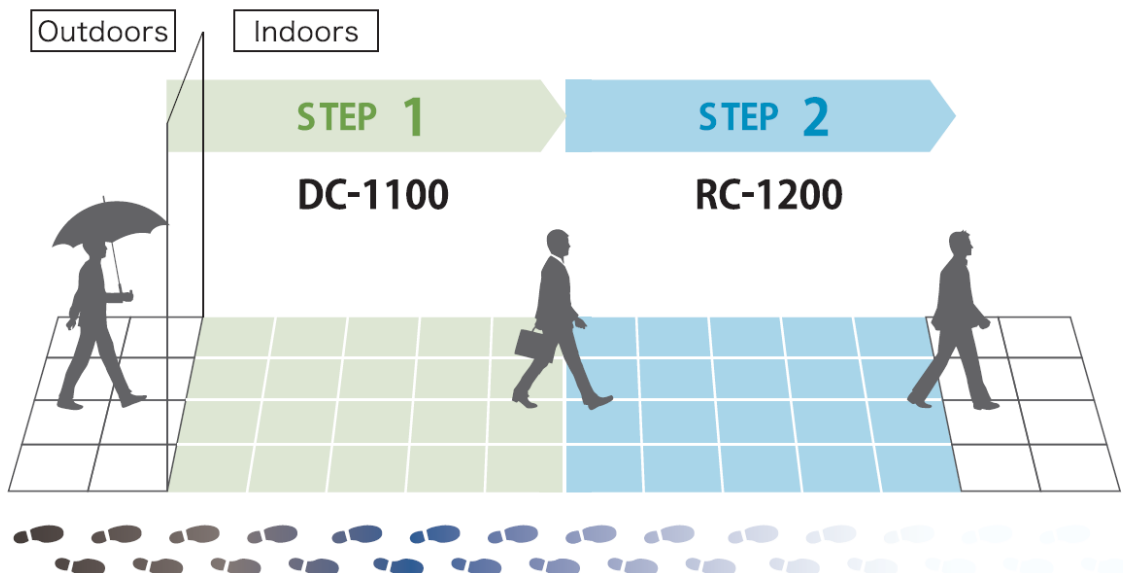 Outdoors
Indoors
STEP 1
STEP 2
DC-1100
RC-1200